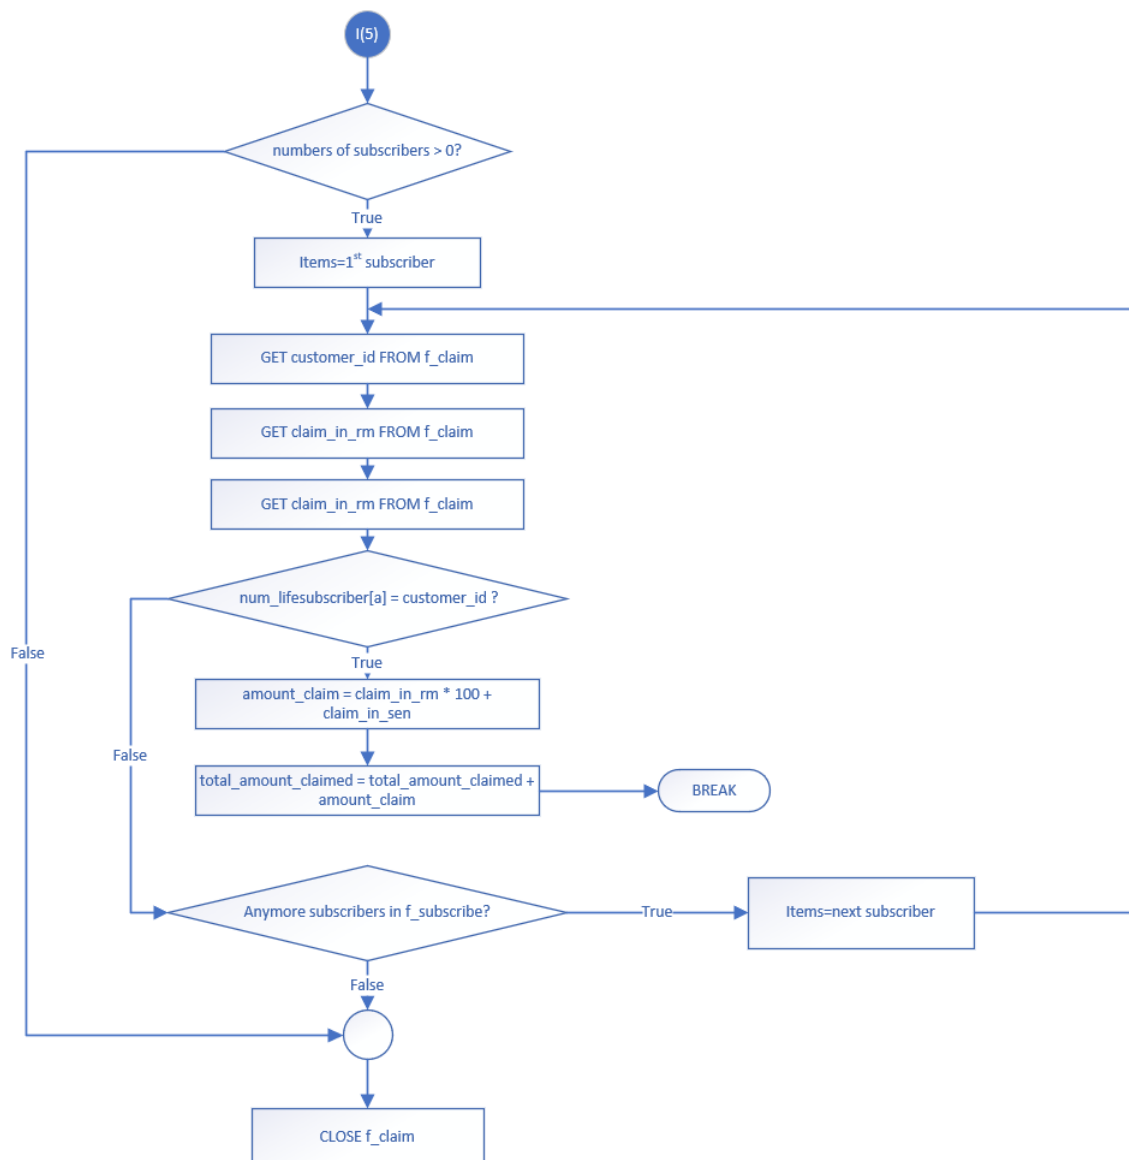 I(5)
numbers of subscribers > 0?
True
Items=1st subscriber
GET customer_id FROM f_claim
GET claim_in_rm FROM f_claim
GET claim_in_rm FROM f_claim
num_lifesubscriber[a] = customer_id ?
False
True
amount_claim = claim_in_rm * 100 +
claim_in_sen
False
total_amount_claimed = total_amount_claimed +
amount_claim
BREAK
Anymore subscribers in f_subscribe?
True
Items=next subscriber
False
CLOSE f_claim